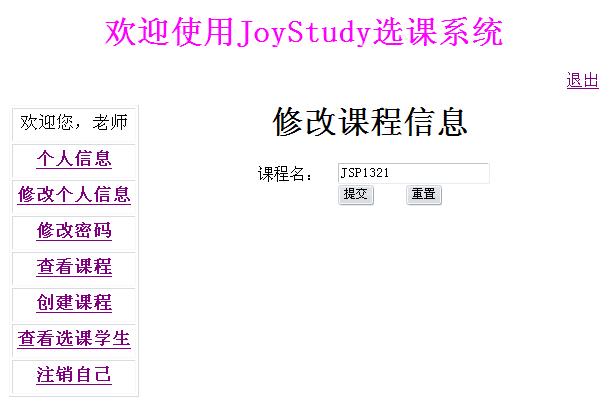 欢迎使用JoyStudy选课系统
退出
欢迎您，老师
个人信息
修改个人信息
修改密码
查看课程
创建课程
查看选课学生
注销自己
修改课程信息
课程名： JSP1321
提交 重置